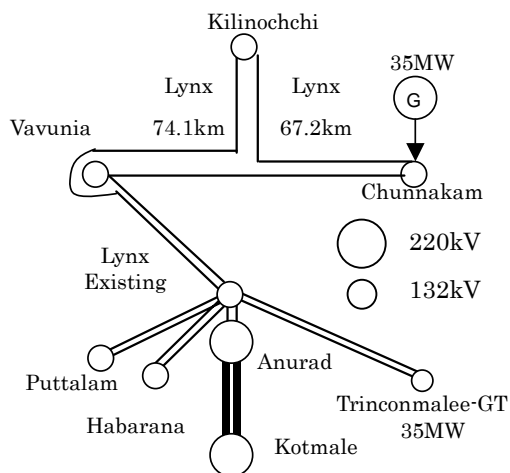 Kilinochchi
35MW
Lynx
Lynx
G
Vavunia
74.1km
67.2km
Chunnakam
220kV
Lynx
Existing
132kV
Anurad
Puttalam
Trinconmalee-GT
Habarana
35MW
Kotmale